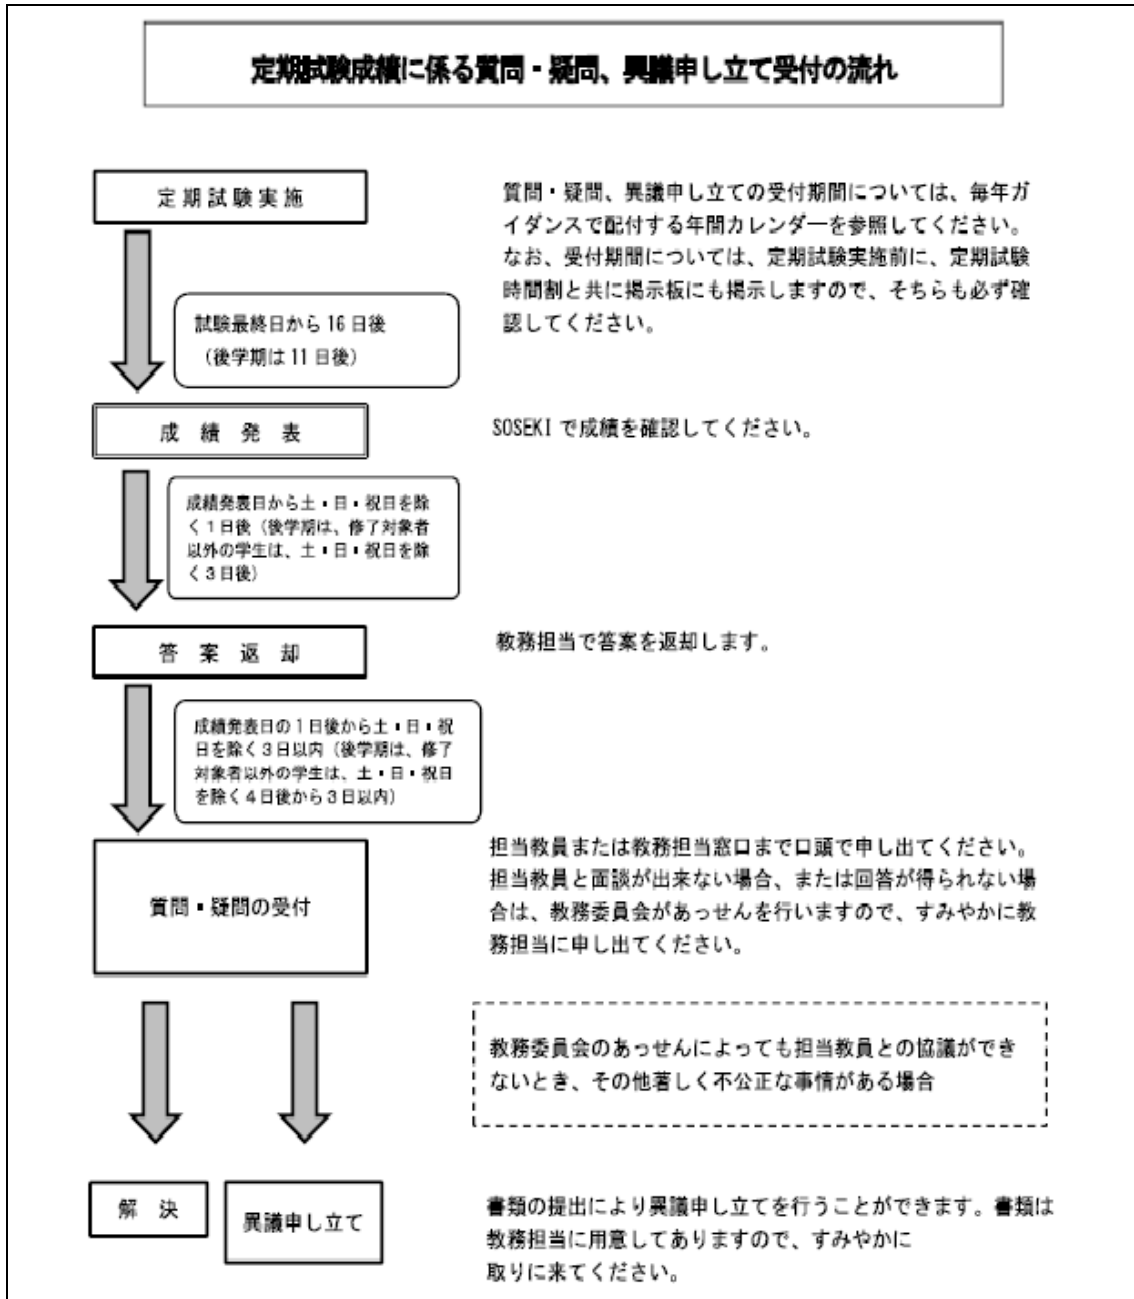 定期試験成績に係る質問・疑問、異議申し立て受付の流れ
定期試験実施
質問・疑問、異議申し立ての受付期間については、毎年ガ
イダンスで配付する年間カレンダーを参照してください。
なお、受付期間については、定期試験実施前に、定期試験
時間割と共に掲示板にも掲示しますので、そちらも必ず確
認してください。
試験最終日から 16 日後
（後学期は 11 日後）
成　績　発　表
SOSEKI で成績を確認してください。
成績発表日から土・日・祝日を除
く１日後（後学期は、修了対象者
以外の学生は、土・日・祝日を除
く３日後）
答　案　返　却
教務担当で答案を返却します。
成績発表日の１日後から土・日・祝
日を除く３日以内（後学期は、修了
対象者以外の学生は、土・日・祝日
を除く４日後から３日以内）
質問・疑問の受付
担当教員または教務担当窓口まで口頭で申し出てください。
担当教員と面談が出来ない場合、または回答が得られない場
合は、教務委員会があっせんを行いますので、すみやかに教
務担当に申し出てください。
教務委員会のあっせんによっても担当教員との協議ができ
ないとき、その他著しく不公正な事情がある場合
解　決
異議申し立て
書類の提出により異議申し立てを行うことができます。書類は
教務担当に用意してありますので、すみやかに
取りに来てください。